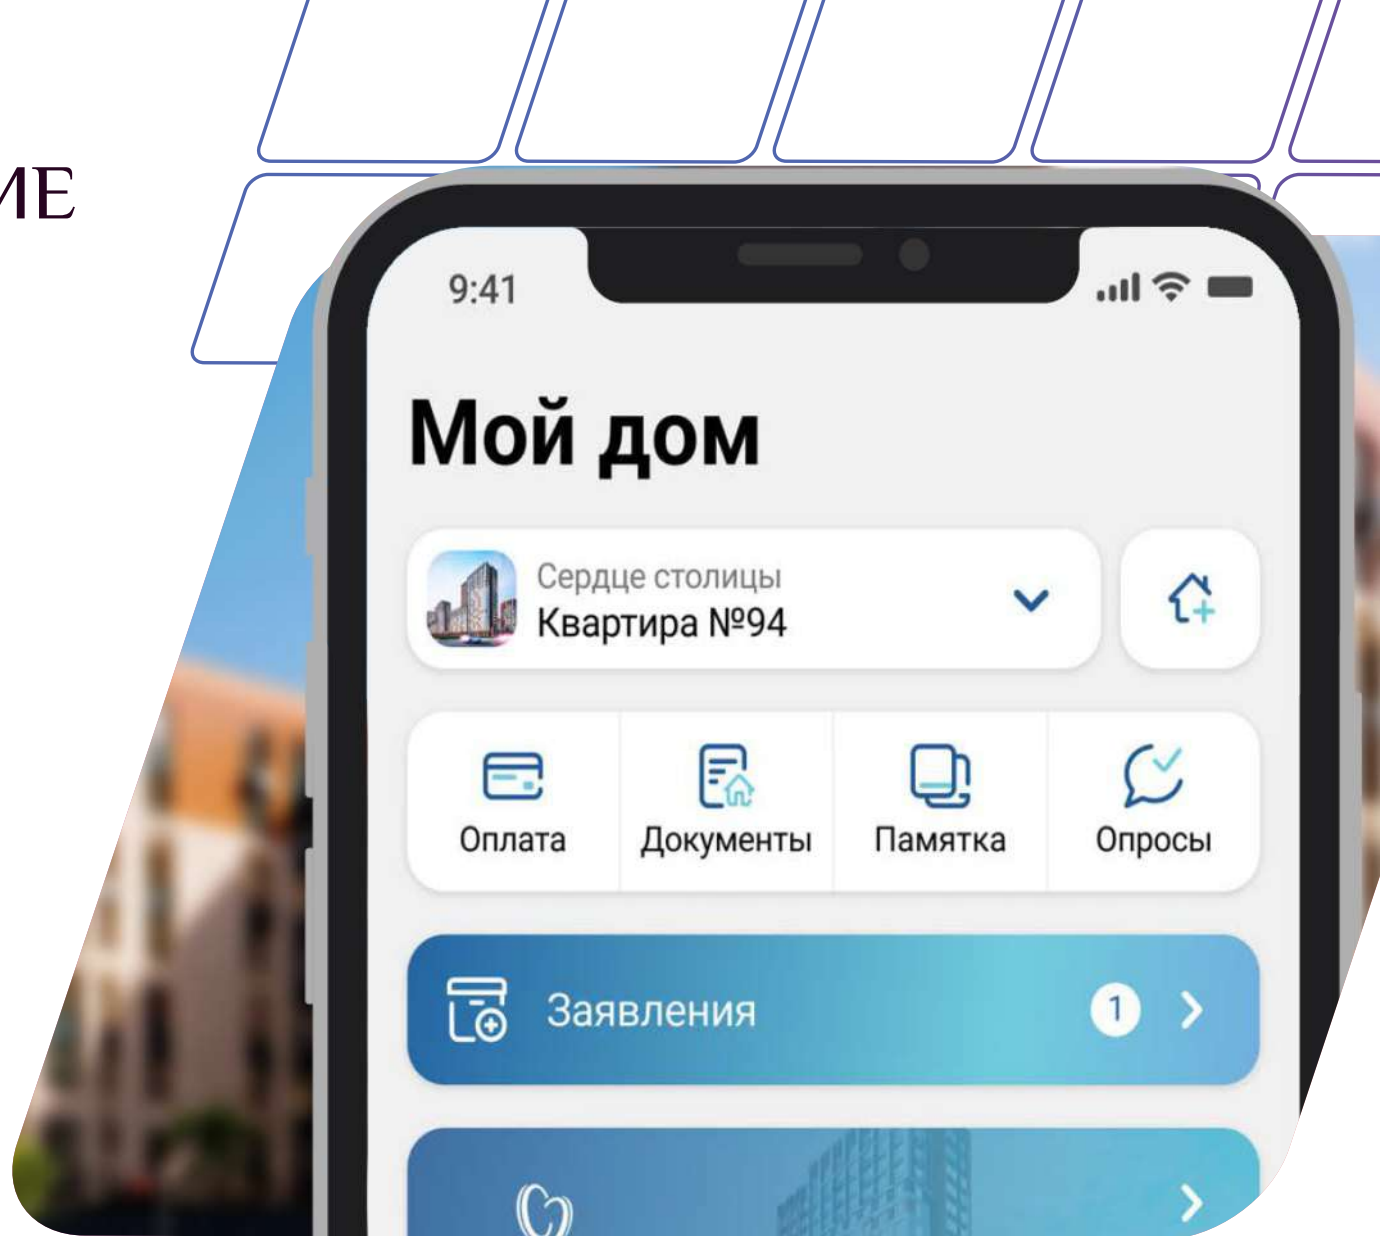 ИЕ
9:41
Мой дом
Сердце столицы
Квартира №94
Оплата
Документы
Памятка
Опросы
Заявления
1